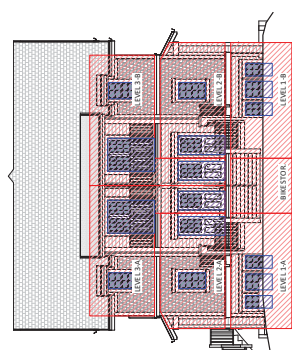 LEVEL 3-B
LEVEL 2-B
LEVEL 1-B
BIKESTOR.
LEVEL 3-A
LEVEL 2-A
LEVEL 1-A